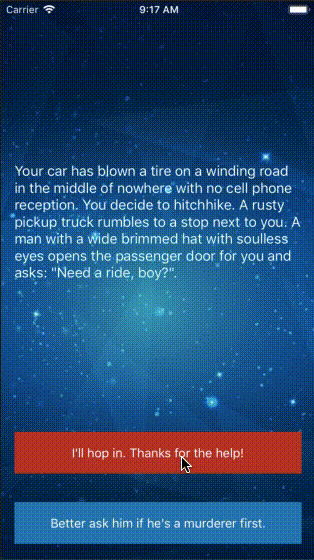 Carrier 9:17 AM
Your car has blown a tire on a winding road
in the middle of nowhere with no cell phone
reception. You decide to hitchhike. A rusty
pickup truck rumbles to a stop next to you. A
man with a wide brimmed hat with soulless
eyes opens the passenger door for you and
asks: "Need a ride, boy?".
I'll hop in. Thanks for the help!
Better ask him if he's a murderer first.